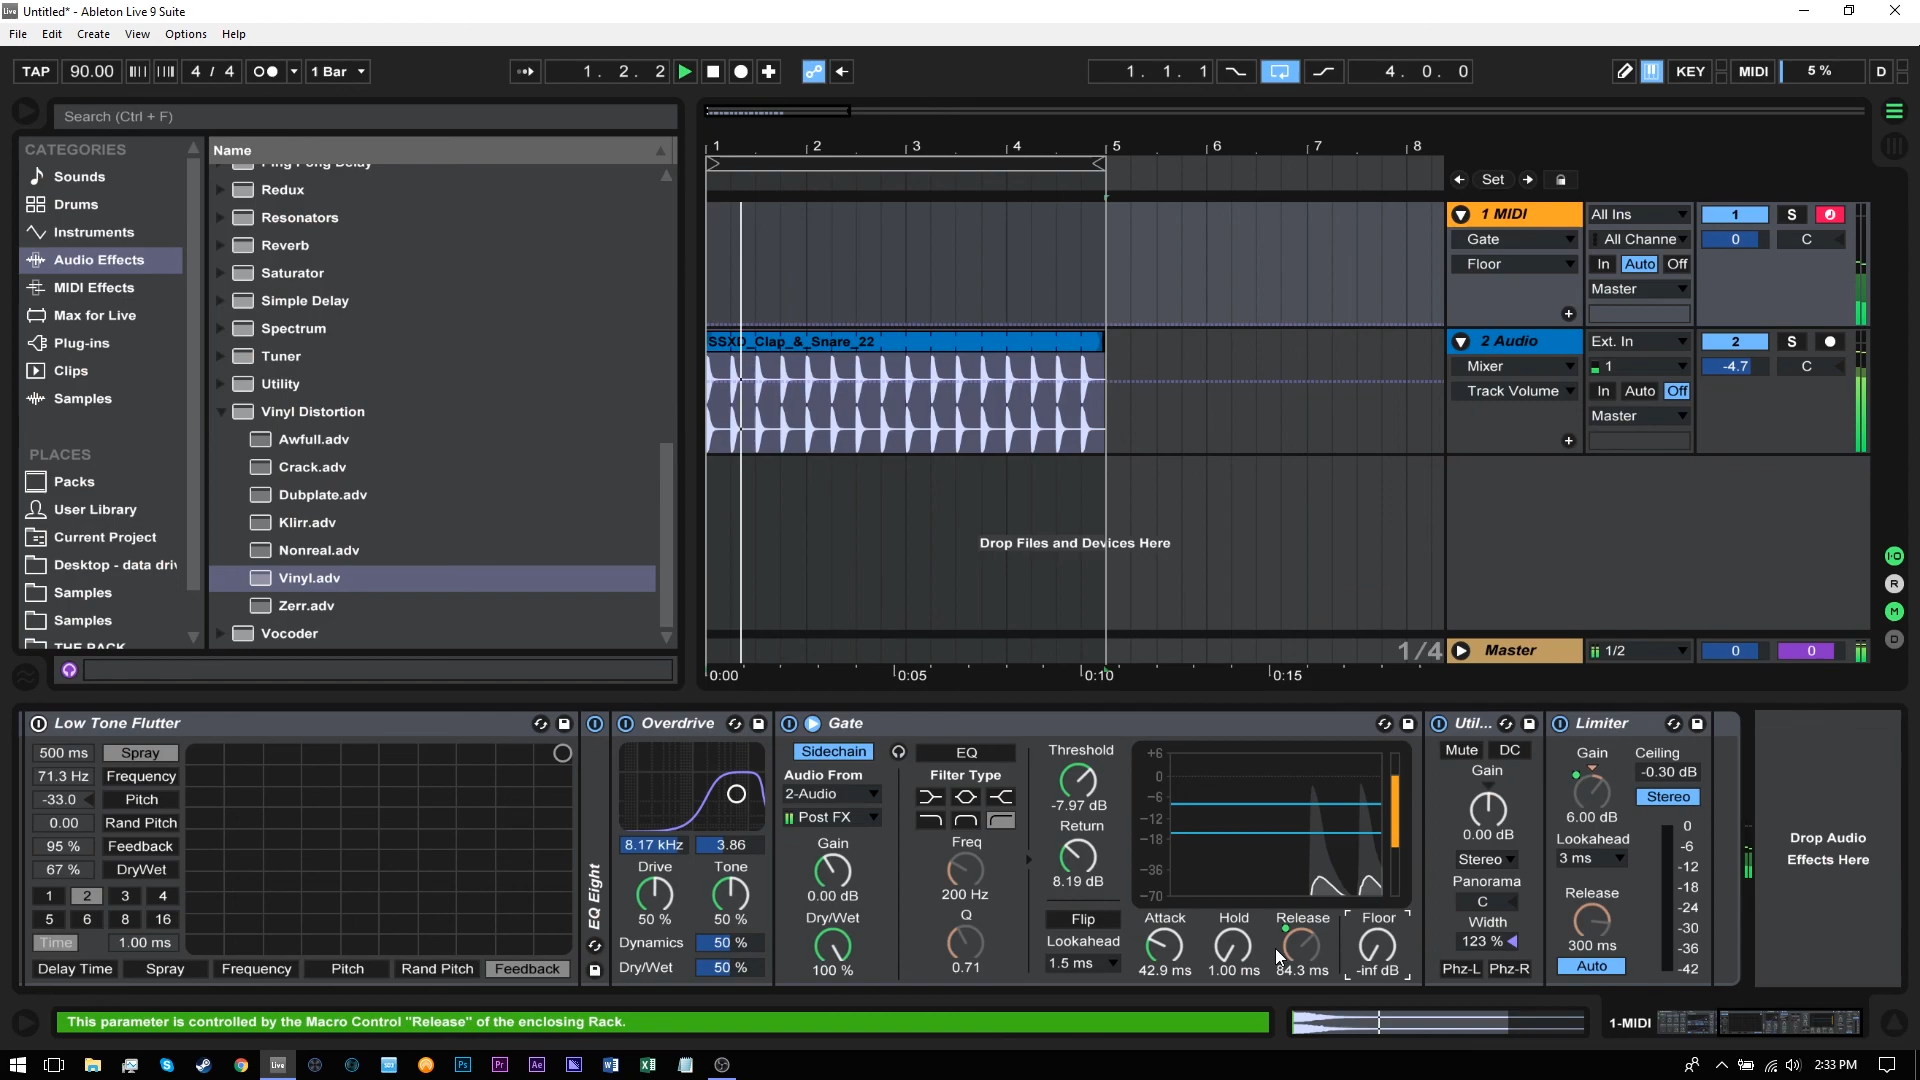 Live Untitled* - Ableton Live 9 Suite
File Edit Create View Options Help
TAP 90.00 4 / 4 1 Bar 1. 2. 2 1. 1. 1 4. 0. 0 KEY MIDI 5 % D
Search (Ctrl + F)
CATEGORIES
Sounds
Drums
Instruments
Audio Effects
MIDI Effects
Max for Live
Plug-ins
Clips
Samples
PLACES
Packs
User Library
Current Project
Desktop - data driv
Samples
Samples
THE PACK
Name
Ping Pong Delay
Redux
Resonators
Reverb
Saturator
Simple Delay
Spectrum
Tuner
Utility
Vinyl Distortion
Awfull.adv
Crack.adv
Dubplate.adv
Klirr.adv
Nonreal.adv
Vinyl.adv
Zerr.adv
Vocoder
1 2 3 4 5 6 7 8
Set
SSXD_Clap_&_Snare_22
Drop Files and Devices Here
1/4
0:00 0:05 0:10 0:15
1 MIDI All Ins 1 S
Gate All Channe 0 C
Floor In Auto Off
Master
2 Audio Ext. In 2 S
Mixer 1 -4.7 C
Track Volume In Auto Off
Master
Master 1/2 0 0
R
M
D
Low Tone Flutter
500 ms Spray
71.3 Hz Frequency
-33.0 Pitch
0.00 Rand Pitch
95 % Feedback
67 % DryWet
1 2 3 4
5 6 8 16
Time 1.00 ms
Delay Time Spray Frequency Pitch Rand Pitch Feedback
EQ Eight
Overdrive
8.17 kHz 3.86
Drive Tone
50 % 50 %
Dynamics 50 %
Dry/Wet 50 %
Gate
Sidechain
Audio From
2-Audio
Post FX
Gain
0.00 dB
Dry/Wet
100 %
EQ
Filter Type
Freq
200 Hz
Q
0.71
Threshold
-7.97 dB
Return
8.19 dB
Flip
Lookahead
1.5 ms
+6
0
-6
-12
-18
-36
-70
Attack Hold Release Floor
42.9 ms 1.00 ms 84.3 ms -inf dB
Util...
Mute DC
Gain
0.00 dB
Stereo
Panorama
C
Width
123 %
Phz-L Phz-R
Limiter
Gain
6.00 dB
Lookahead
3 ms
Release
300 ms
Auto
Ceiling
-0.30 dB
Stereo
0
-6
-12
-18
-24
-30
-36
-42
Drop Audio
Effects Here
This parameter is controlled by the Macro Control "Release" of the enclosing Rack.
1-MIDI
Live Ps Pr Ae
2:33 PM